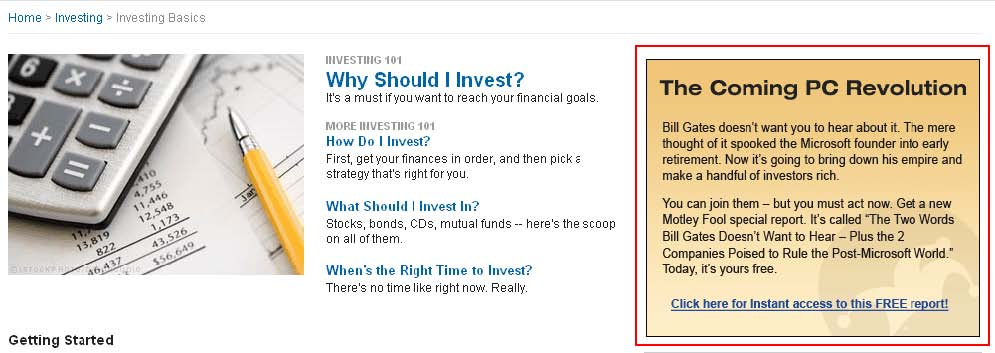 Home > Investing > Investing Basics
INVESTING 101
Why Should I Invest?
It's a must if you want to reach your financial goals.
MORE INVESTING 101
How Do I Invest?
First, get your finances in order, and then pick a
strategy that's right for you.
What Should I Invest In?
Stocks, bonds, CDs, mutual funds -- here's the scoop
on all of them.
When's the Right Time to Invest?
There's no time like right now. Really.
Getting Started
4,755
11,446
12,548
1,173
13,819
822
43,526
46,437
$56,649
The Coming PC Revolution
Bill Gates doesn't want you to hear about it. The mere
thought of it spooked the Microsoft founder into early
retirement. Now it's going to bring down his empire and
make a handful of investors rich.
You can join them – but you must act now. Get a new
Motley Fool special report. It's called “The Two Words
Bill Gates Doesn't Want to Hear – Plus the 2
Companies Poised to Rule the Post-Microsoft World.”
Today, it's yours free.
Click here for Instant access to this FREE report!